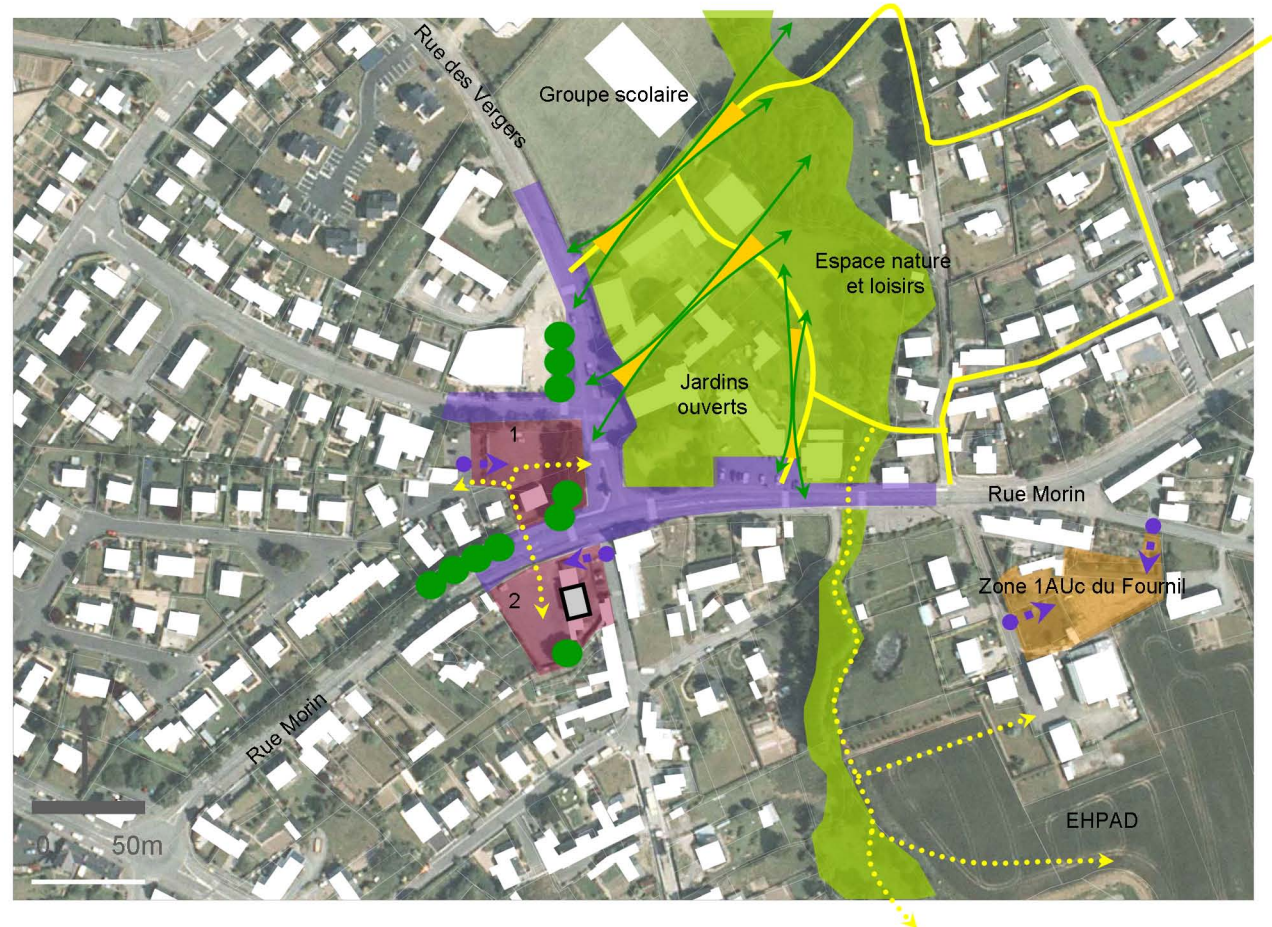 Rue des Vergers
Groupe scolaire
Espace nature
et loisirs
Jardins
ouverts
1
Rue Morin
Zone 1AUc du Fournil
2
Rue Morin
0 50m
EHPAD